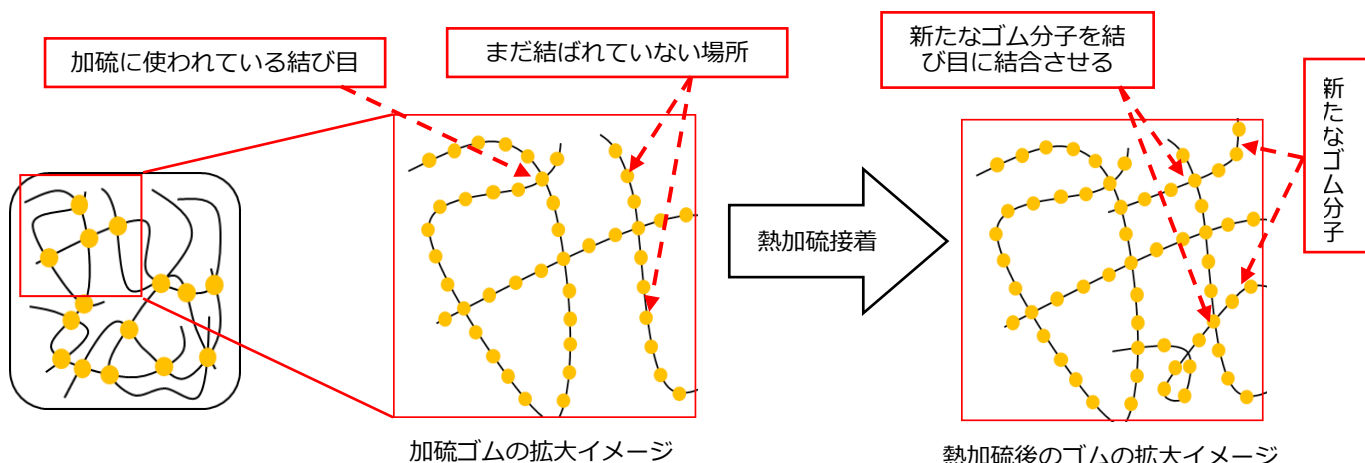 加硫に使われている結び目
まだ結ばれていない場所
新たなゴム分子を結
び目に結合させる
新たなゴム分子
熱加硫接着
加硫ゴムの拡大イメージ
熱加硫後のゴムの拡大イメージ